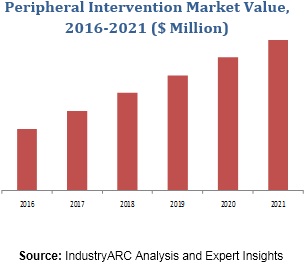 Peripheral Intervention Market Value,
2016-2021 ($ Million)
2016 2017 2018 2019 2020 2021
Source: IndustryARC Analysis and Expert Insights